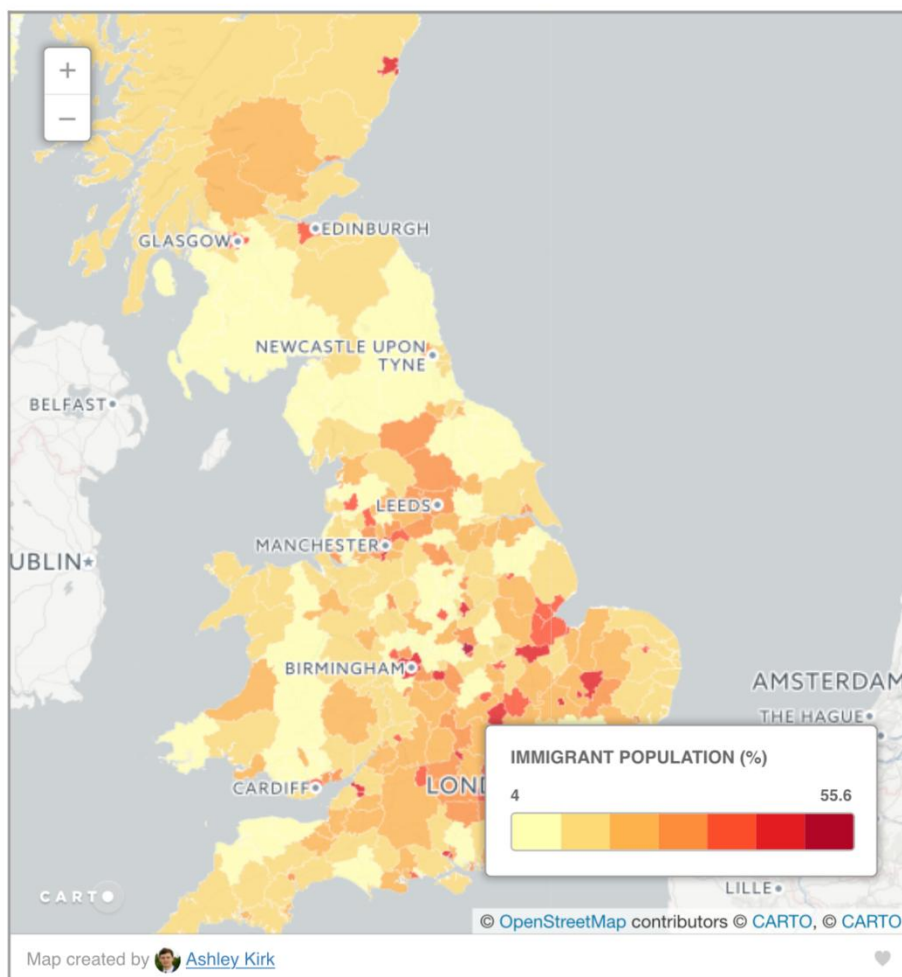 +
−
GLASGOW
EDINBURGH
NEWCASTLE UPON
TYNE
BELFAST
LEEDS
MANCHESTER
UBLIN
BIRMINGHAM
AMSTERDAM
THE HAGUE
CARDIFF
LOND
IMMIGRANT POPULATION (%)
4 55.6
LILLE
CARTO
© OpenStreetMap contributors © CARTO, © CARTO
Map created by Ashley Kirk